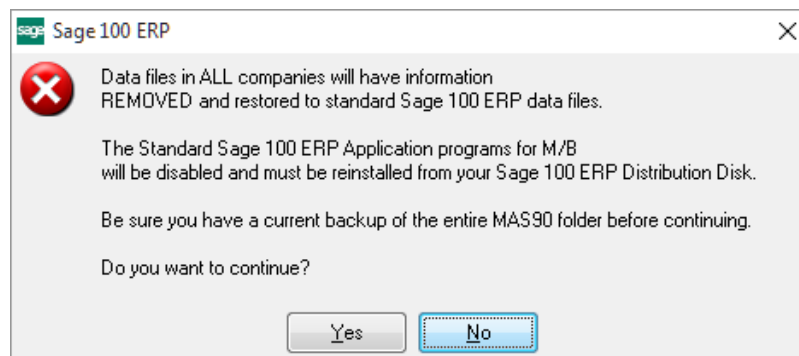 sage Sage 100 ERP
Data files in ALL companies will have information
REMOVED and restored to standard Sage 100 ERP data files.
The Standard Sage 100 ERP Application programs for M/B
will be disabled and must be reinstalled from your Sage 100 ERP Distribution Disk.
Be sure you have a current backup of the entire MAS90 folder before continuing.
Do you want to continue?
Yes No